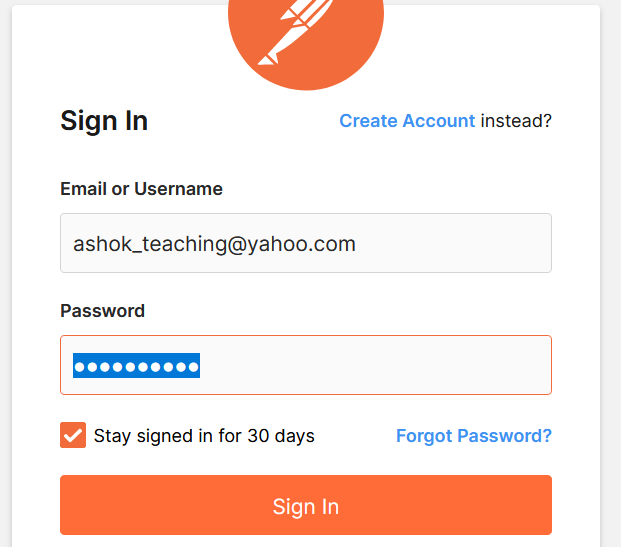 Sign In
Create Account instead?
Email or Username
ashok_teaching@yahoo.com
Password
••••••••••
Stay signed in for 30 days
Forgot Password?
Sign In